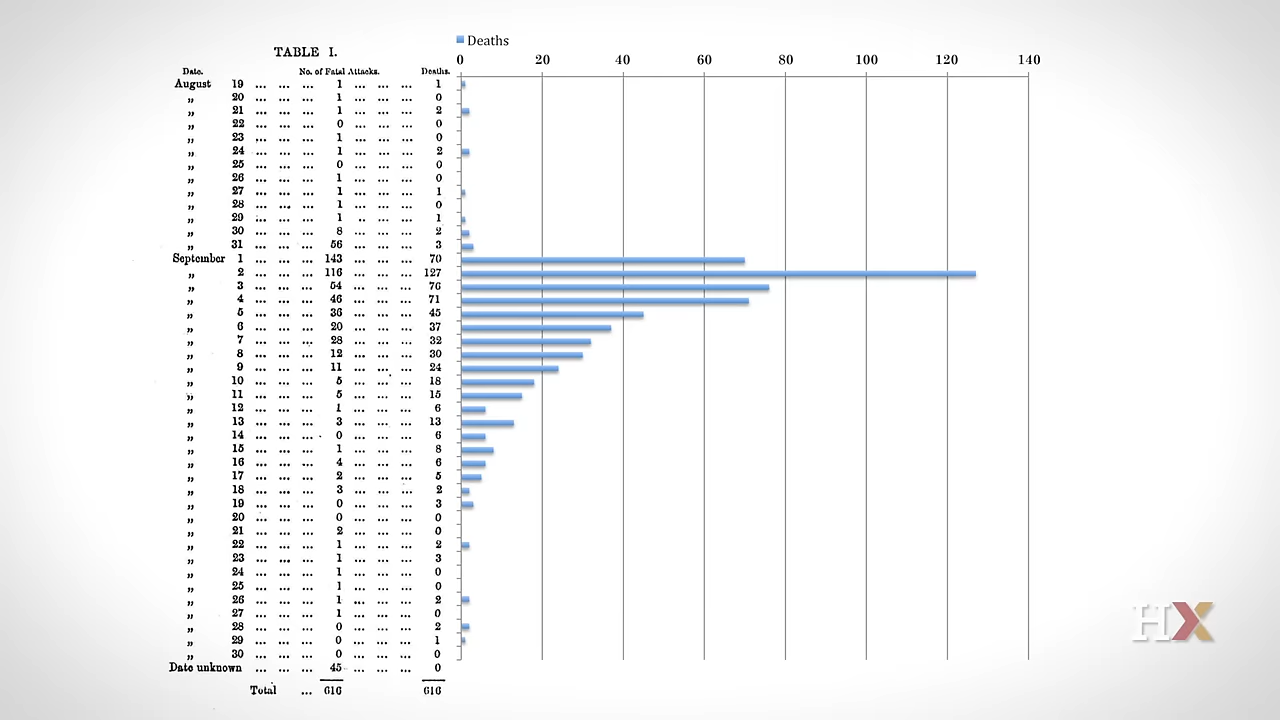 Deaths
0 20 40 60 80 100 120 140
TABLE I.
Date. No. of Fatal Attacks. Deaths.
August 19 ... ... ... 1 ... ... ... 1
„ 20 ... ... ... 1 ... ... ... 0
„ 21 ... ... ... 1 ... ... ... 2
„ 22 ... ... ... 0 ... ... ... 0
„ 23 ... ... ... 1 ... ... ... 0
„ 24 ... ... ... 1 ... ... ... 2
„ 25 ... ... ... 0 ... ... ... 0
„ 26 ... ... ... 1 ... ... ... 0
„ 27 ... ... ... 1 ... ... ... 1
„ 28 ... ... ... 1 ... ... ... 0
„ 29 ... ... ... 1 .. ... ... 1
„ 30 ... ... ... 8 ... ... ... 2
„ 31 ... ... ... 56 ... ... ... 3
September 1 ... ... ... 143 ... ... ... 70
„ 2 ... ... ... 116 ... ... ... 127
„ 3 ... ... ... 54 ... ... ... 76
„ 4 ... ... ... 46 ... ... ... 71
„ 5 ... ... ... 36 ... ... ... 45
„ 6 ... ... ... 20 ... ... ... 37
„ 7 ... ... ... 28 ... ... ... 32
„ 8 ... ... ... 12 ... ... ... 30
„ 9 ... ... ... 11 ... ... ... 24
„ 10 ... ... ... 5 ... ... ... 18
„ 11 ... ... ... 5 ... ... ... 15
„ 12 ... ... ... 1 ... ... ... 6
„ 13 ... ... ... 3 ... ... ... 13
„ 14 ... ... ... 0 ... ... ... 6
„ 15 ... ... ... 1 ... ... ... 8
„ 16 ... ... ... 4 ... ... ... 6
„ 17 ... ... ... 2 ... ... ... 5
„ 18 ... ... ... 3 ... ... ... 2
„ 19 ... ... ... 0 ... ... ... 3
„ 20 ... ... ... 0 ... ... ... 0
„ 21 ... ... ... 2 ... ... ... 0
„ 22 ... ... ... 1 ... ... ... 2
„ 23 ... ... ... 1 ... ... ... 3
„ 24 ... ... ... 1 ... ... ... 0
„ 25 ... ... ... 1 ... ... ... 0
„ 26 ... ... ... 1 ... ... ... 2
„ 27 ... ... ... 1 ... ... ... 0
„ 28 ... ... ... 0 ... ... ... 2
„ 29 ... ... ... 0 ... ... ... 1
„ 30 ... ... ... 0 ... ... ... 0
Date unknown ... ... ... 45 ... ... ... 0
Total ... 616 616
HX